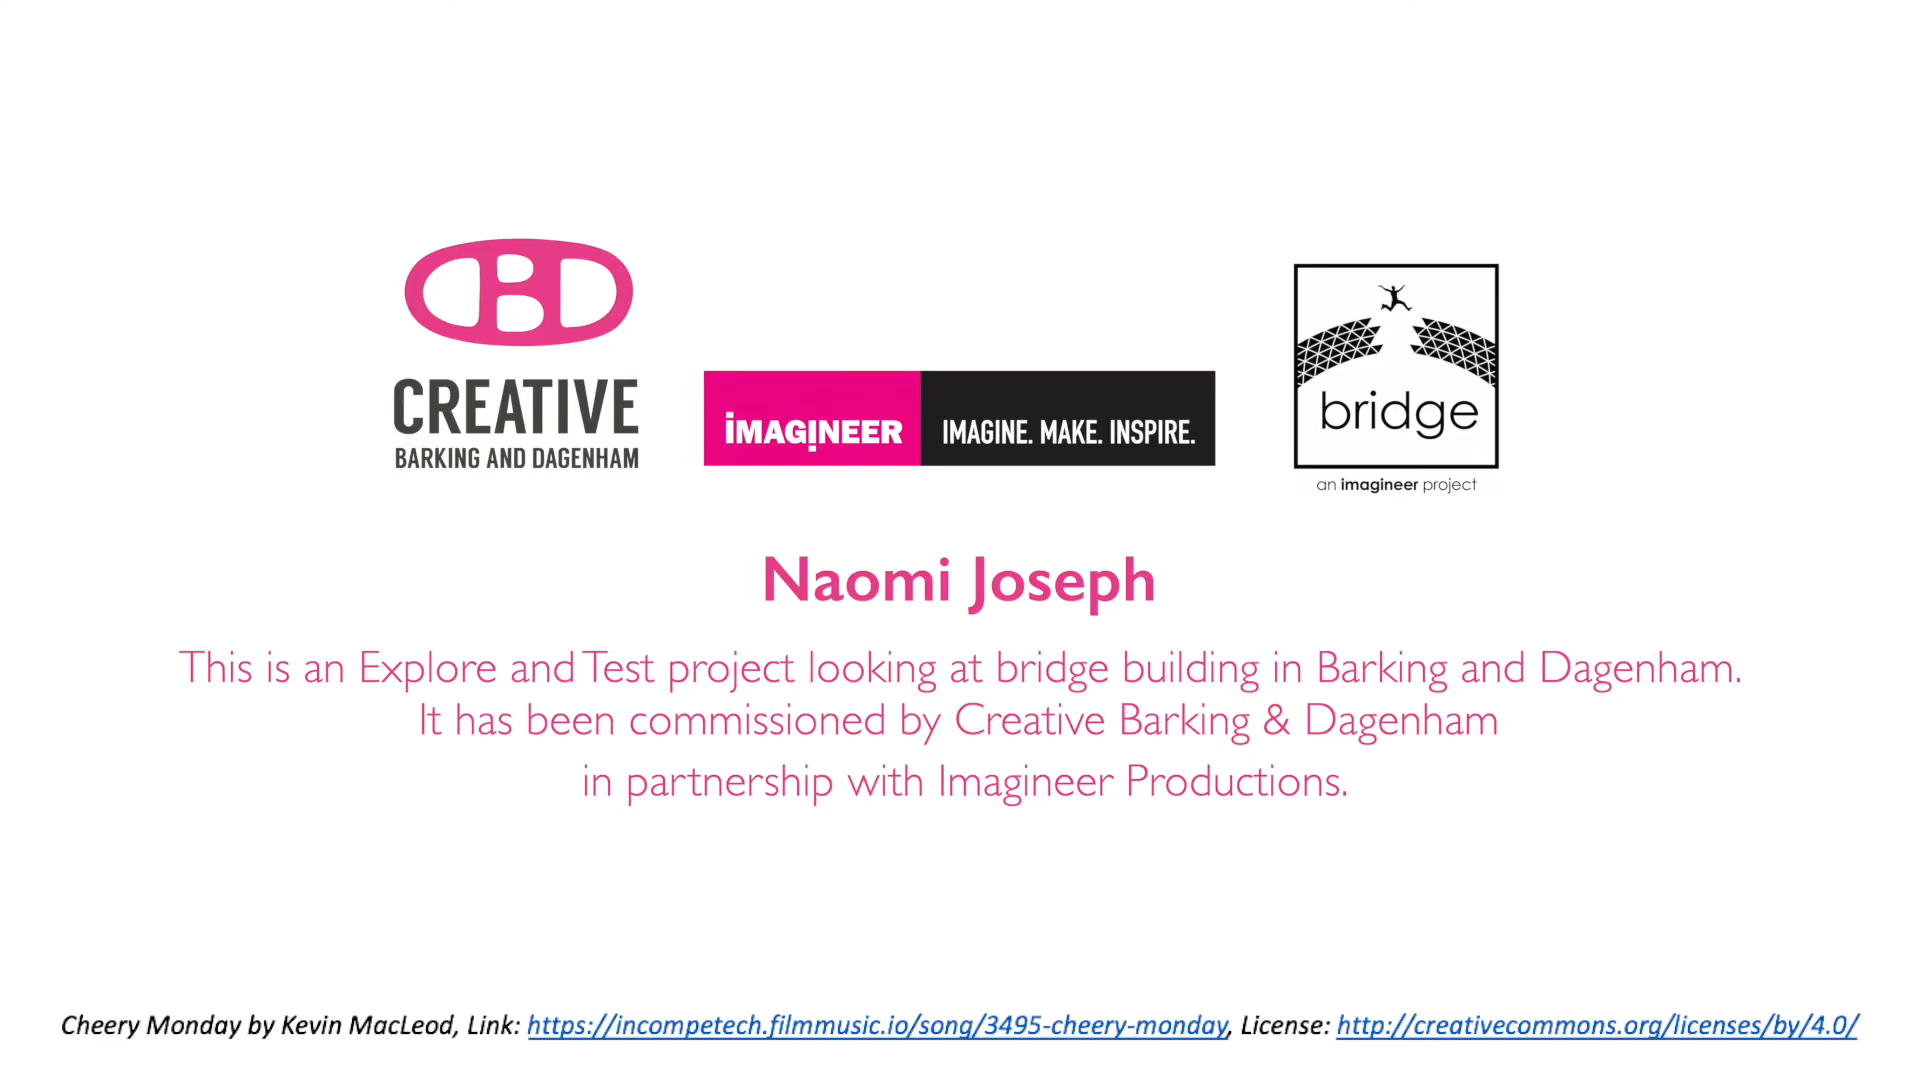 CBD
CREATIVE
BARKING AND DAGENHAM
iMAGiNEER IMAGINE. MAKE. INSPIRE.
bridge
an imagineer project
Naomi Joseph
This is an Explore and Test project looking at bridge building in Barking and Dagenham.
It has been commissioned by Creative Barking & Dagenham
in partnership with Imagineer Productions.
Cheery Monday by Kevin MacLeod, Link: https://incompetech.filmmusic.io/song/3495-cheery-monday, License: http://creativecommons.org/licenses/by/4.0/